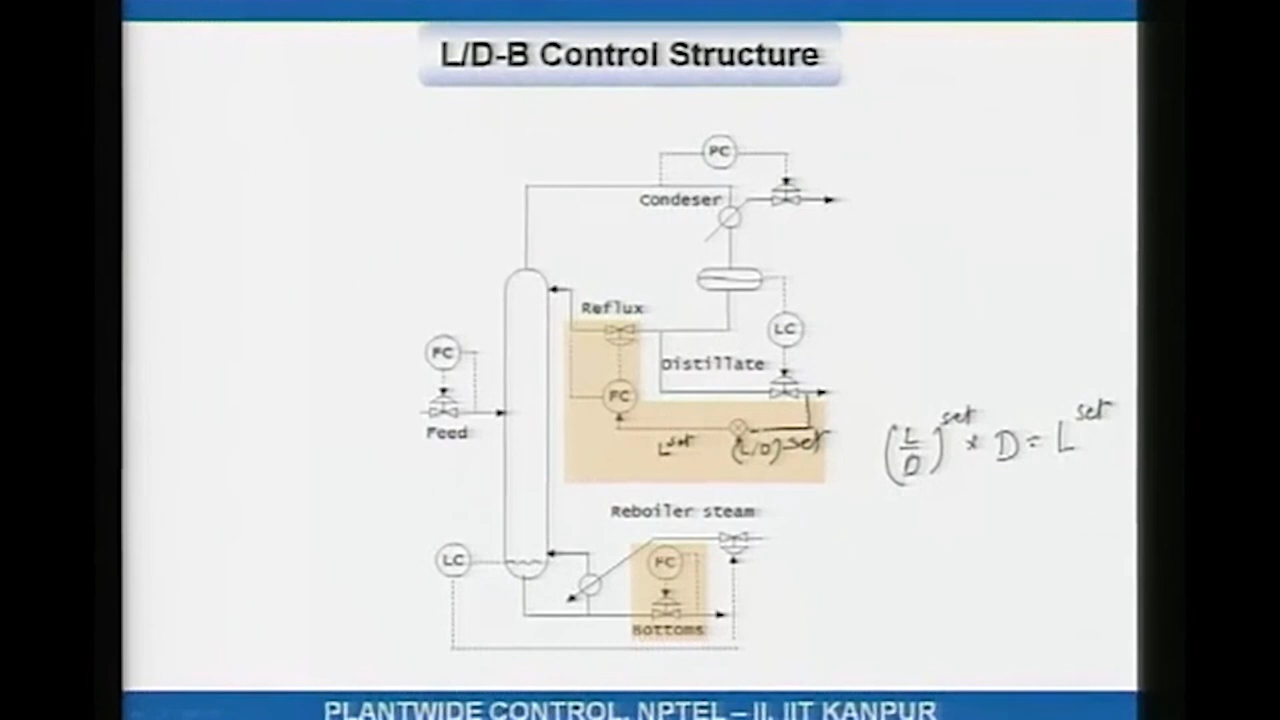 L/D-B Control Structure
PC
Condeser
Reflux
LC
FC
Distillate
FC
Feed
L set
(L/D) set
(L/D) set * D = L set
Reboiler steam
LC
FC
Bottoms
PLANTWIDE CONTROL, NPTEL – II, IIT KANPUR